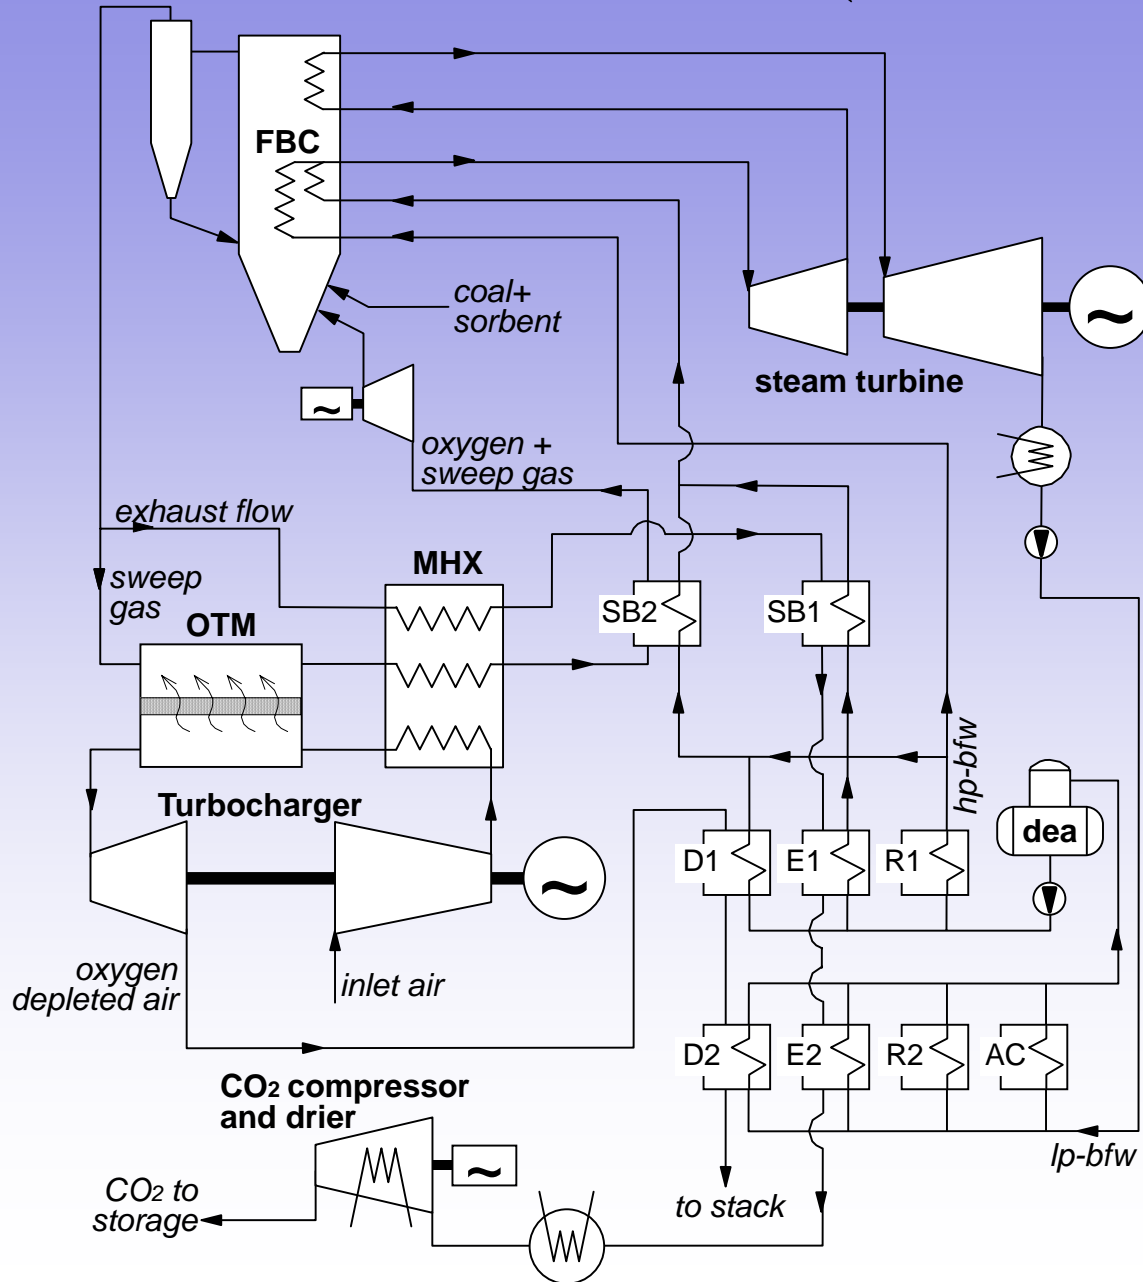 FBC
coal+
sorbent
steam turbine
~
~
oxygen +
sweep gas
exhaust flow
MHX
sweep
gas
OTM
SB2
SB1
hp-bfw
Turbocharger
dea
D1
E1
R1
~
oxygen
depleted air
inlet air
D2
E2
R2
AC
CO2 compressor
and drier
lp-bfw
~
CO2 to
storage
to stack